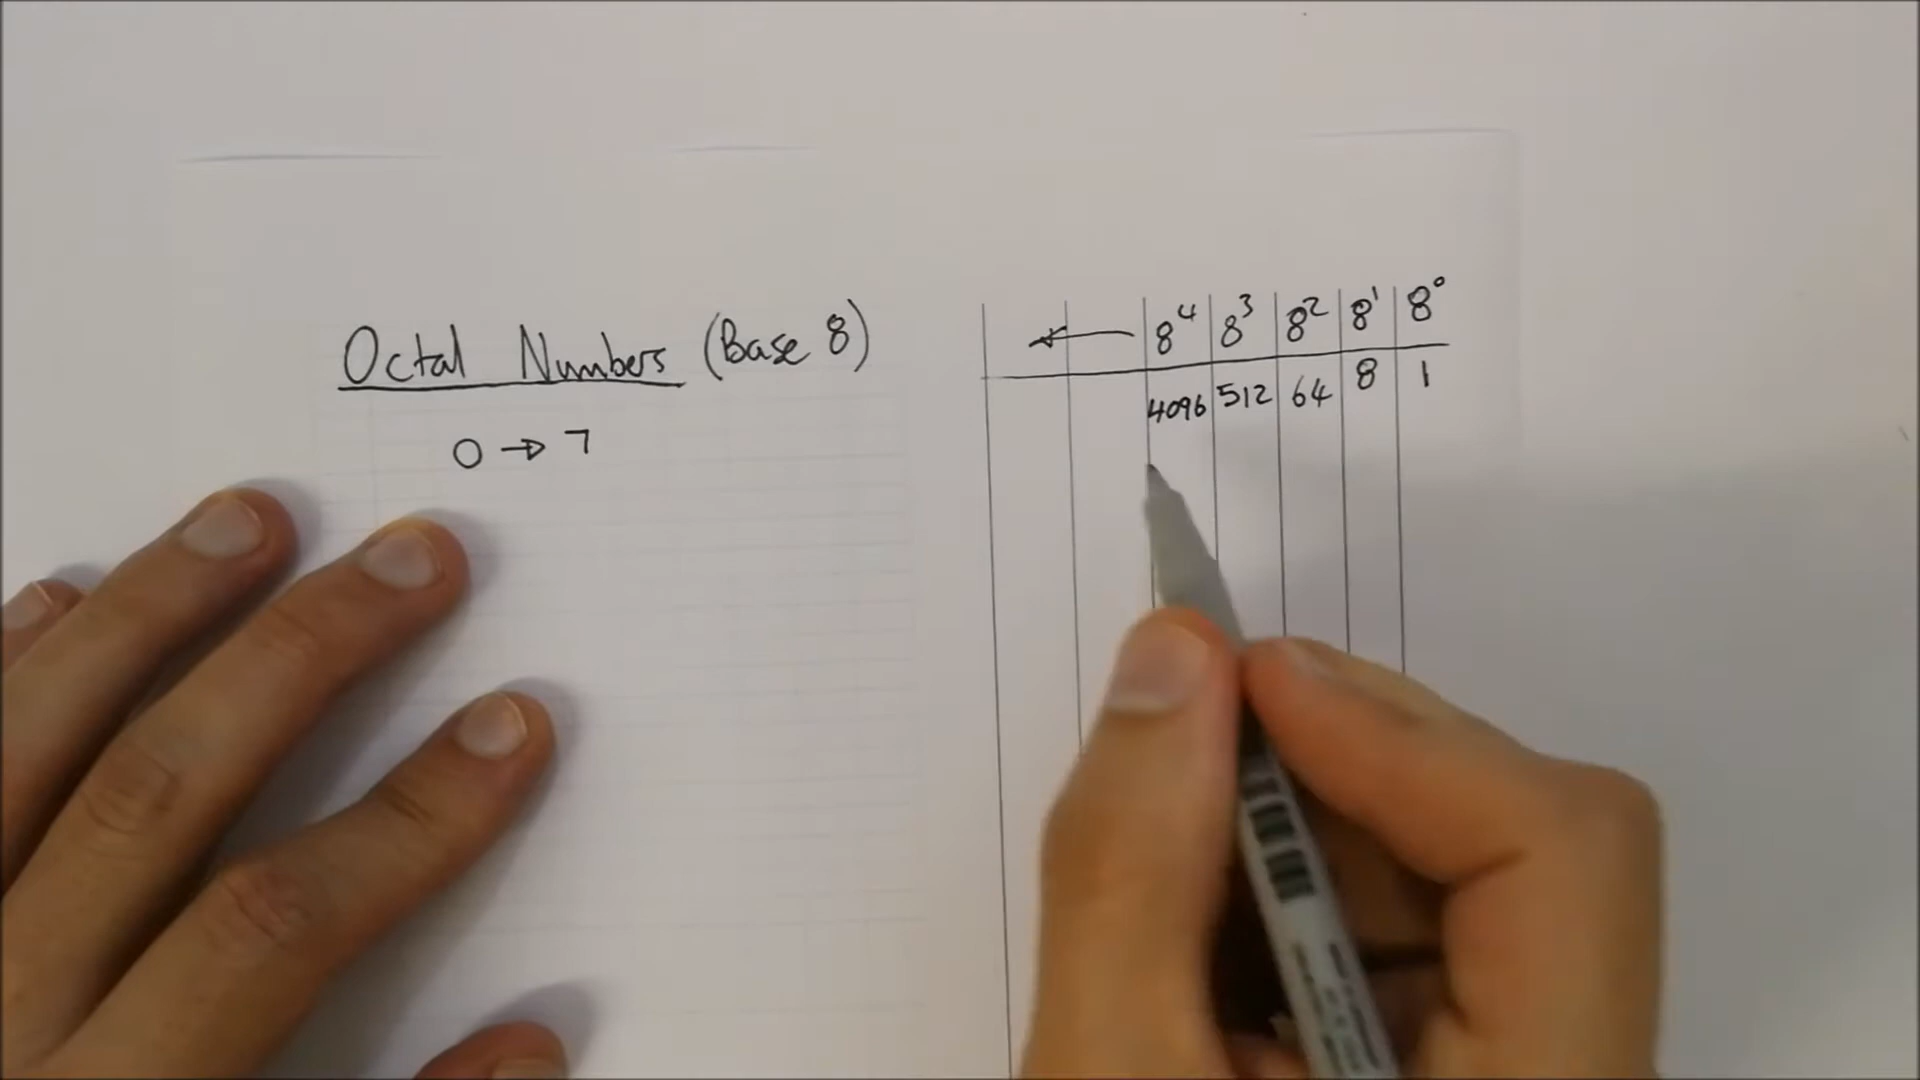 Octal Numbers (Base 8)
0 → 7
8⁴ 8³ 8² 8¹ 8⁰
4096 512 64 8 1